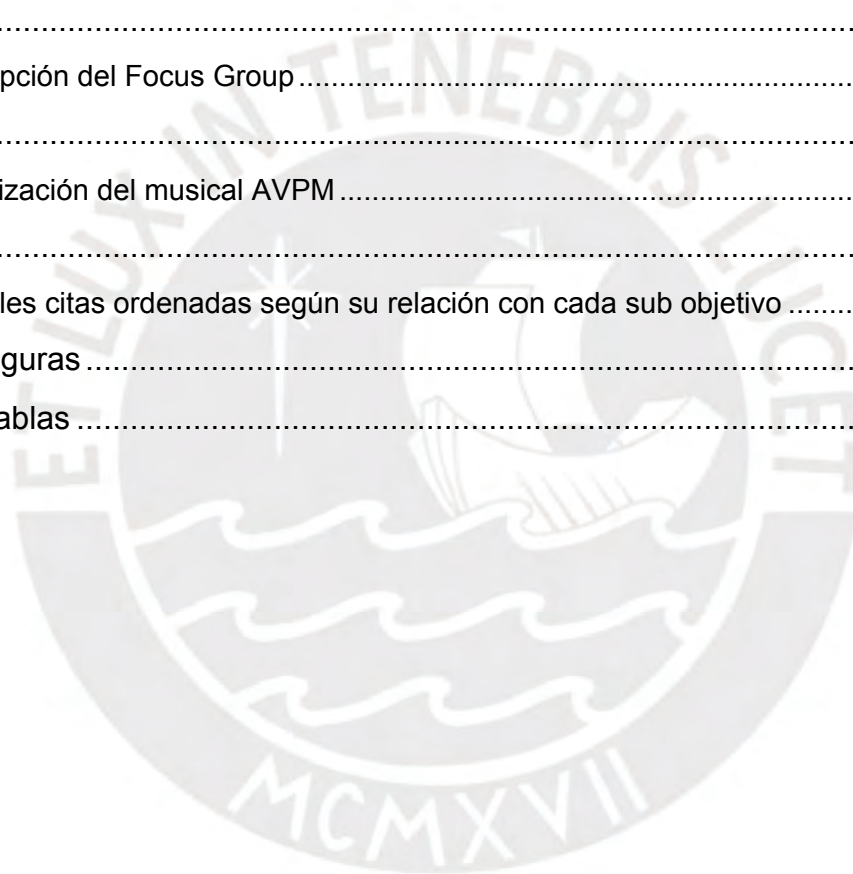 ................................................................
pción del Focus Group................................................................
................................................................
ización del musical AVPM................................................................
................................................................
les citas ordenadas según su relación con cada sub objetivo........
guras................................................................
ablas................................................................
ET LUX IN TENEBRIS LUCET
MCMXVII